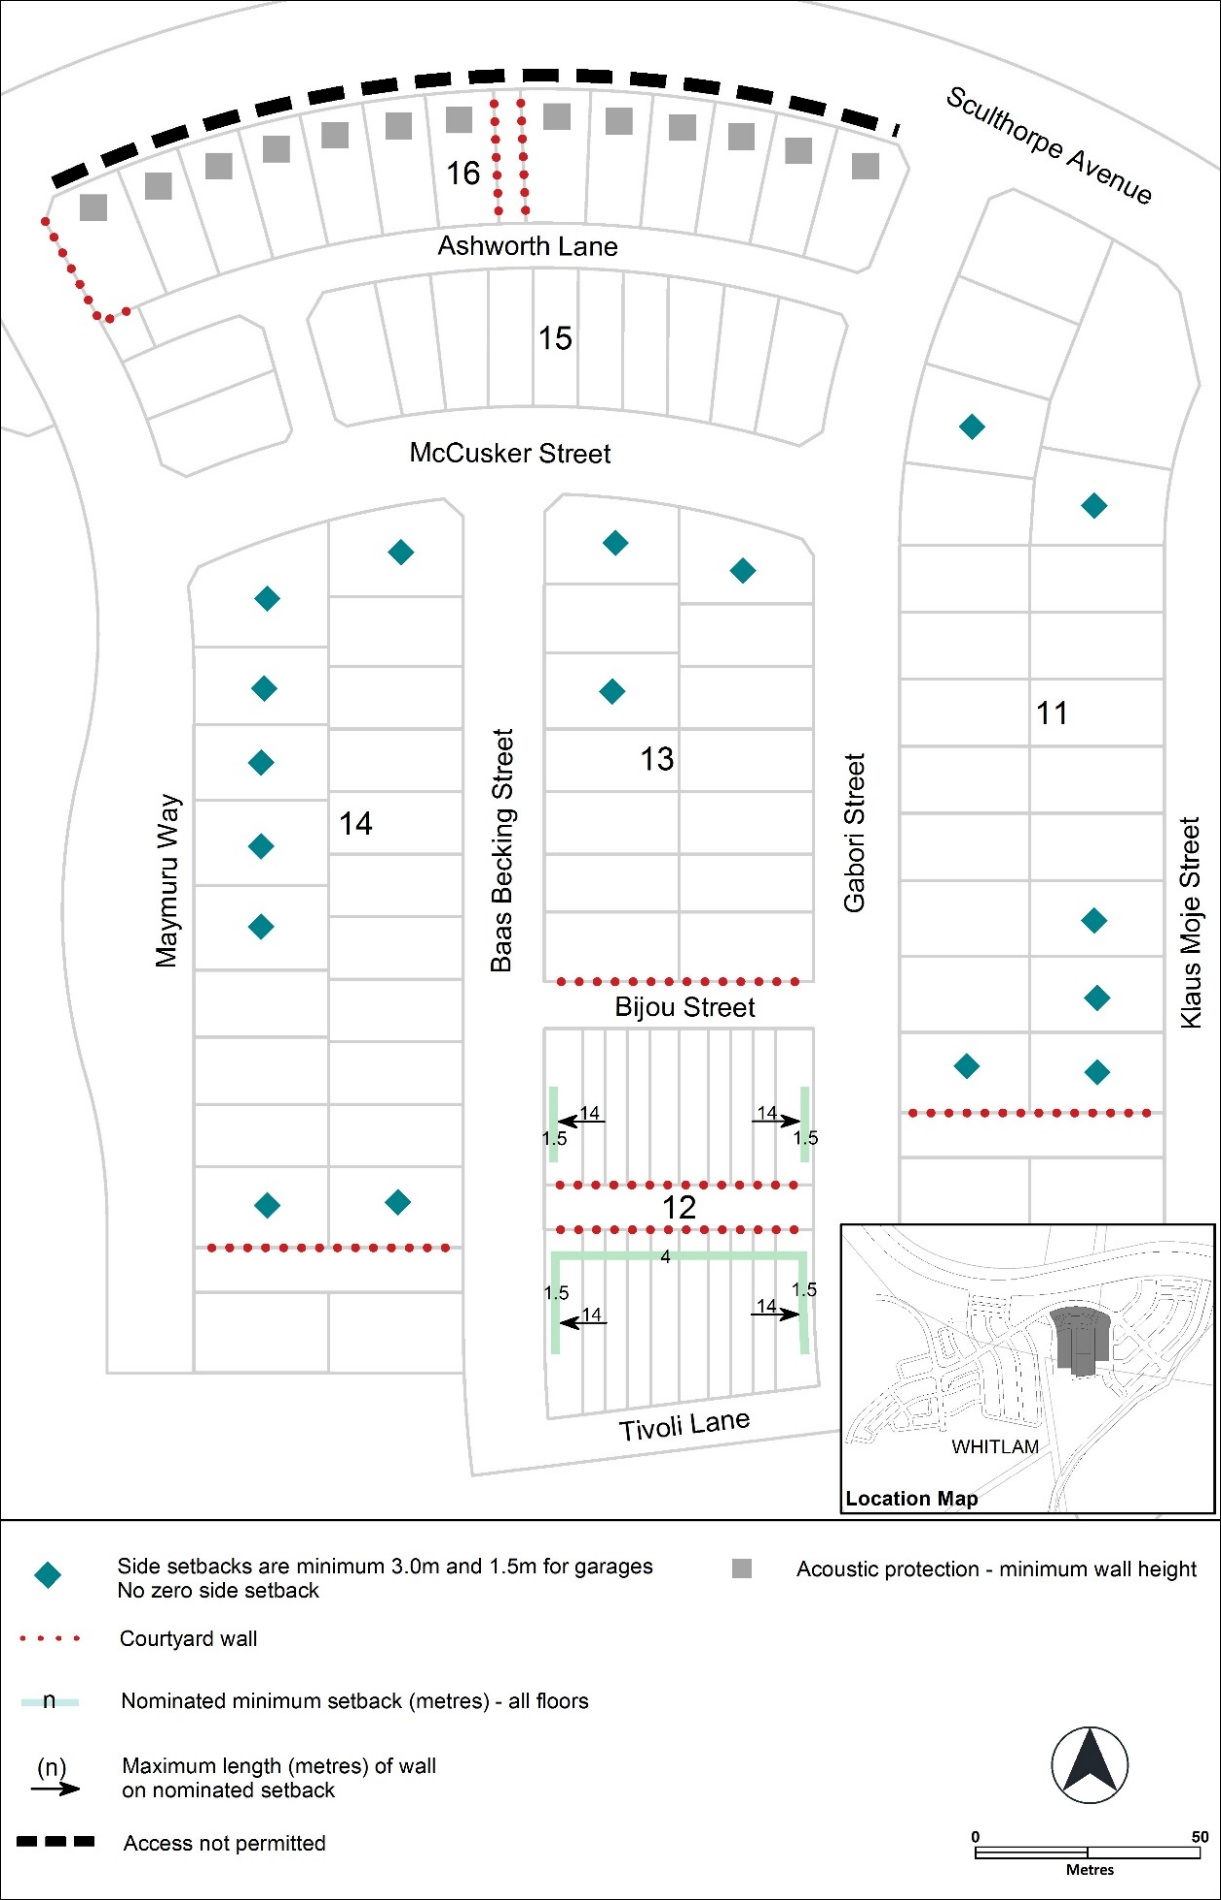 Sculthorpe Avenue
16
Ashworth Lane
15
McCusker Street
11
13
14
Maymuru Way
Baas Becking Street
Gabori Street
Klaus Moje Street
Bijou Street
14
14
1.5
1.5
12
4
1.5
1.5
14
14
Tivoli Lane
WHITLAM
Location Map
Side setbacks are minimum 3.0m and 1.5m for garages
No zero side setback
Acoustic protection - minimum wall height
Courtyard wall
n
Nominated minimum setback (metres) - all floors
(n)
Maximum length (metres) of wall
on nominated setback
Access not permitted
0
50
Metres